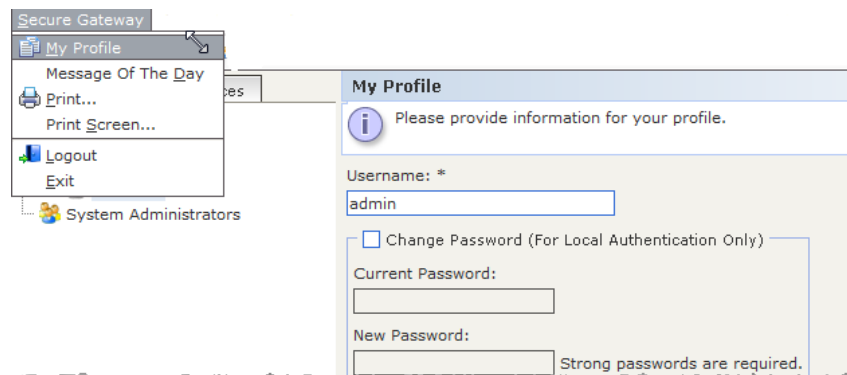 Secure Gateway
My Profile
Message Of The Day
Print...
Print Screen...
Logout
Exit
System Administrators
My Profile
Please provide information for your profile.
Username: *
admin
Change Password (For Local Authentication Only)
Current Password:
New Password:
Strong passwords are required.